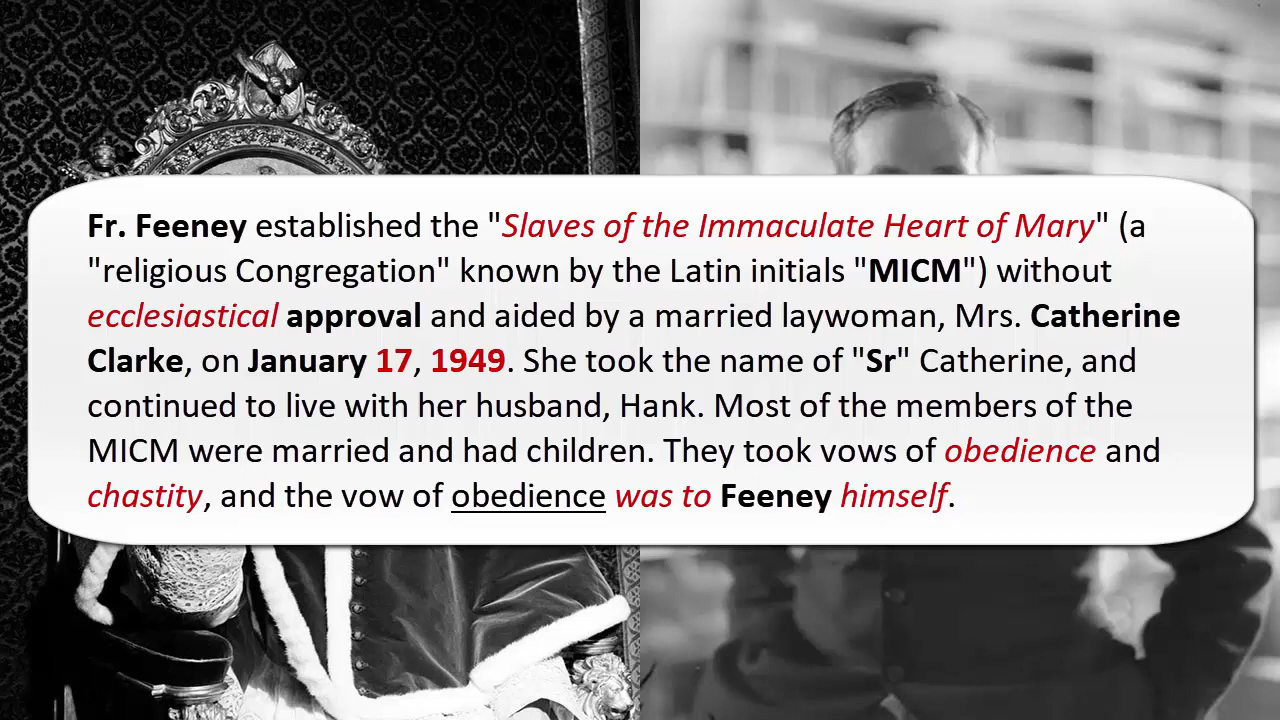 Fr. Feeney established the "Slaves of the Immaculate Heart of Mary" (a
"religious Congregation" known by the Latin initials "MICM") without
ecclesiastical approval and aided by a married laywoman, Mrs. Catherine
Clarke, on January 17, 1949. She took the name of "Sr" Catherine, and
continued to live with her husband, Hank. Most of the members of the
MICM were married and had children. They took vows of obedience and
chastity, and the vow of obedience was to Feeney himself.